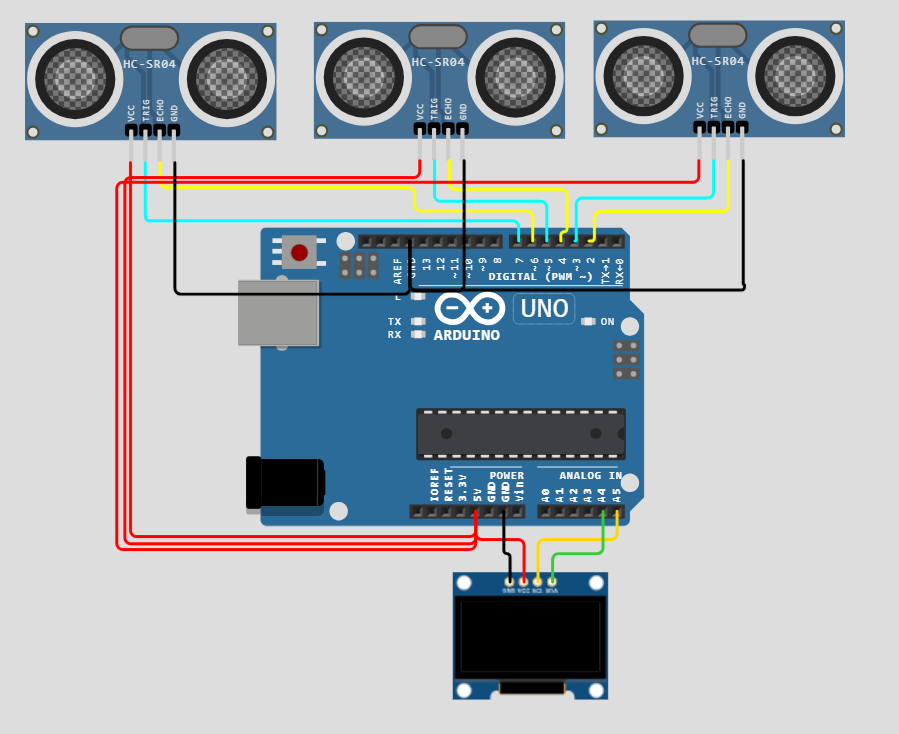 HC-SR04
VCC
TRIG
ECHO
GND
HC-SR04
VCC
TRIG
ECHO
GND
HC-SR04
VCC
TRIG
ECHO
GND
AREF
GND
13
12
~11
~10
~9
8
7
~6
~5
4
~3
2
TX→1
RX←0
DIGITAL (PWM ~)
TX
RX
UNO
ON
ARDUINO
POWER
ANALOG IN
IOREF
RESET
3.3V
5V
GND
GND
Vin
A0
A1
A2
A3
A4
A5
GND
VCC